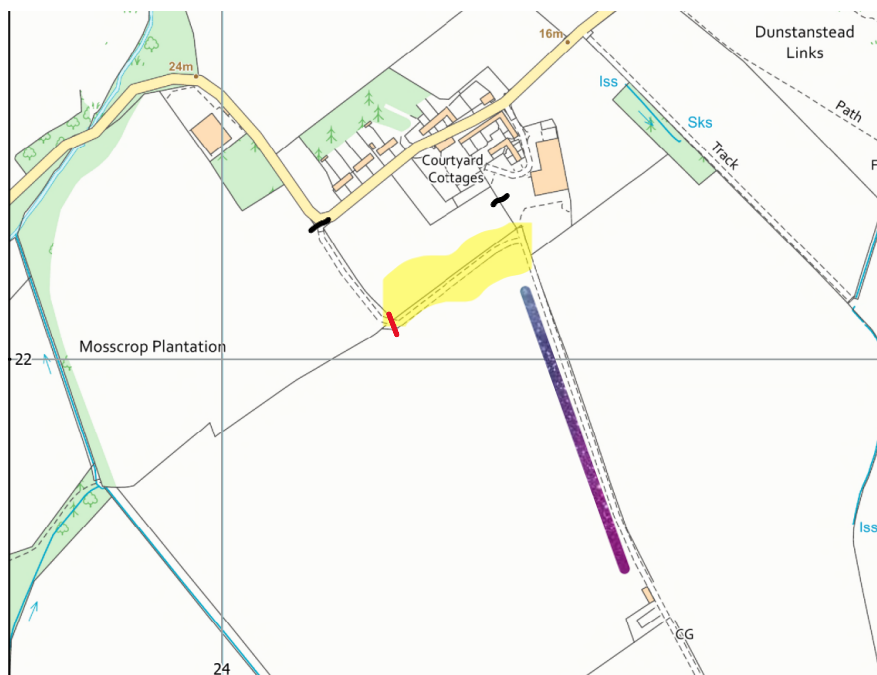 Dunstanstead
Links
16m
24m
Iss
Sks
Path
Track
Courtyard
Cottages
F
Mosscrop Plantation
22
Iss
CG
24